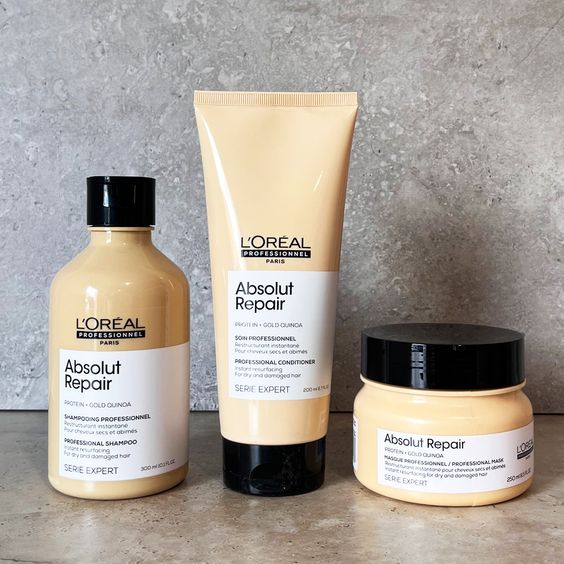 L'ORÉAL
PROFESSIONNEL
PARIS
Absolut
Repair
PROTEIN + GOLD QUINOA
SHAMPOOING PROFESSIONNEL
Restructurant instantané
Pour cheveux secs et abîmés
PROFESSIONAL SHAMPOO
Instant resurfacing
For dry and damaged hair
SERIE EXPERT
300 ml
L'ORÉAL
PROFESSIONNEL
PARIS
Absolut
Repair
PROTEIN + GOLD QUINOA
SOIN PROFESSIONNEL
Restructurant instantané
Pour cheveux secs et abîmés
PROFESSIONAL CONDITIONER
Instant resurfacing
For dry and damaged hair
SERIE EXPERT
200 ml
Absolut Repair
PROTEIN + GOLD QUINOA
MASQUE PROFESSIONNEL / PROFESSIONAL MASK
Restructurant instantané pour cheveux secs et abîmés
Instant resurfacing for dry and damaged hair
SERIE EXPERT
250 ml